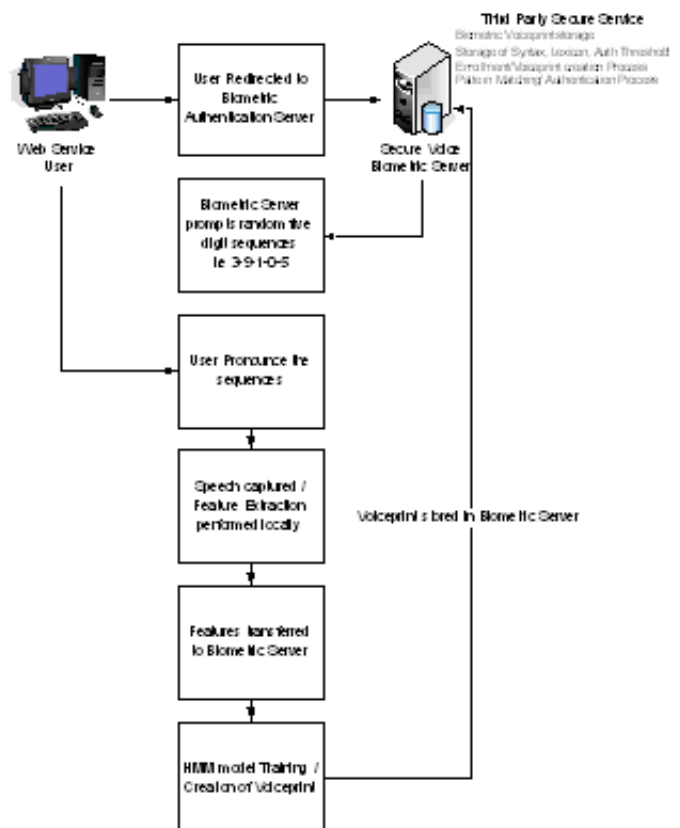 Third Party Secure Service
Biometric Voiceprint storage
Storage of Syntax, Lexicon, Auth Threshold
Enrollment/Voiceprint creation Process
Pattern Matching/ Authentication Process
User Redirected to
Biometric
Authentication Server
Web Service
User
Secure Voice
Biometric Server
Biometric Server
prompts random five
digit sequences
ie 3-9-1-0-5
User Pronounce the
sequences
Speech captured /
Feature Extraction
performed locally
Voiceprint stored in Biometric Server
Features transferred
to Biometric Server
HMM model Training /
Creation of Voiceprint